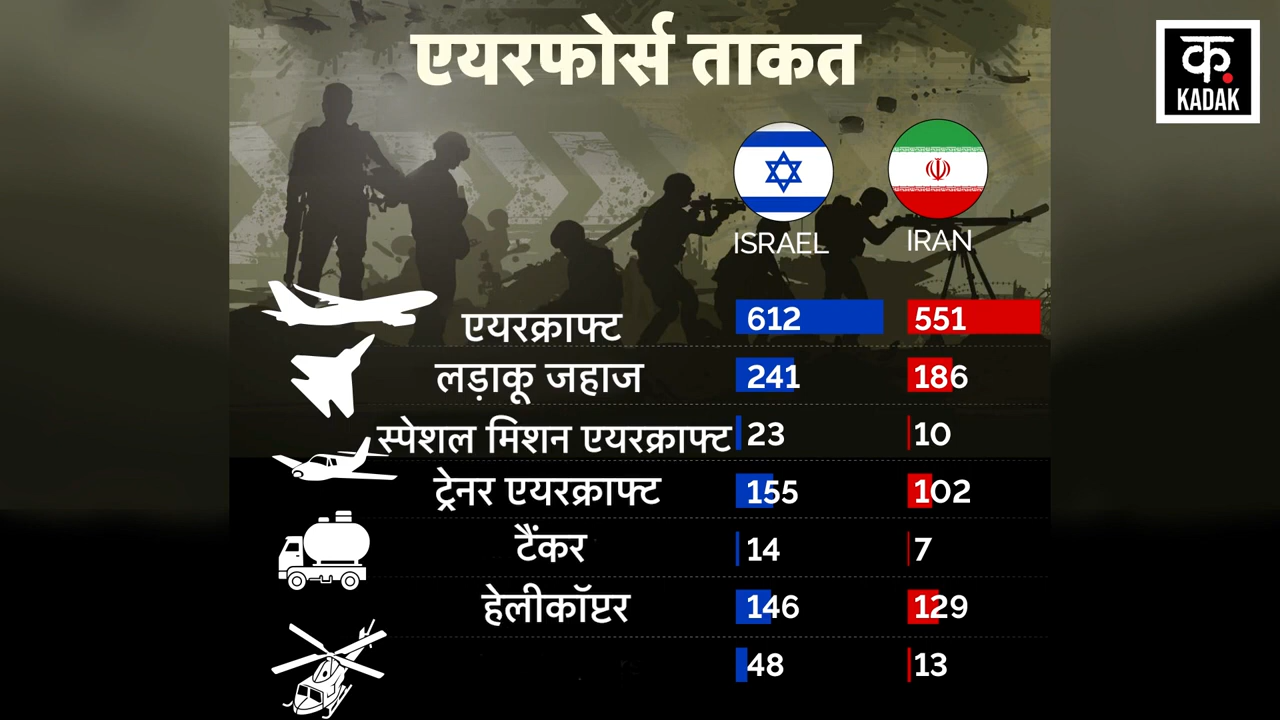 एयरफोर्स ताकत
क.
KADAK
ISRAEL IRAN
एयरक्राफ्ट 612 551
लड़ाकू जहाज 241 186
स्पेशल मिशन एयरक्राफ्ट 23 10
ट्रेनर एयरक्राफ्ट 155 102
टैंकर 14 7
हेलीकॉप्टर 146 129
48 13